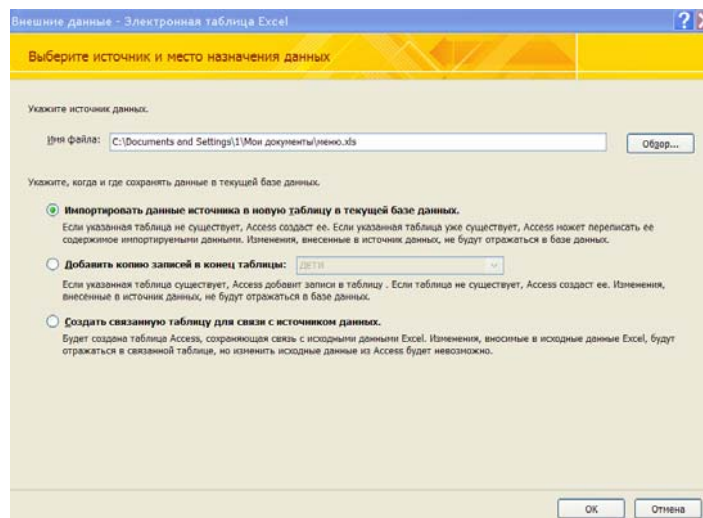 Внешние данные - Электронная таблица Excel
Выберите источник и место назначения данных
Укажите источник данных.
Имя файла: C:\Documents and Settings\1\Мои документы\меню.xls Обзор...
Укажите, когда и где сохранять данные в текущей базе данных.
Импортировать данные источника в новую таблицу в текущей базе данных.
Если указанная таблица не существует, Access создаст ее. Если указанная таблица уже существует, Access может переписать ее
содержимое импортируемыми данными. Изменения, внесенные в источник данных, не будут отражаться в базе данных.
Добавить копию записей в конец таблицы: ДЕТИ
Если указанная таблица существует, Access добавит записи в таблицу . Если таблица не существует, Access создаст ее. Изменения,
внесенные в источник данных, не будут отражаться в базе данных.
Создать связанную таблицу для связи с источником данных.
Будет создана таблица Access, сохраняющая связь с исходными данными Excel. Изменения, вносимые в исходные данные Excel, будут
отражаться в связанной таблице, но изменить исходные данные из Access будет невозможно.
ОК Отмена